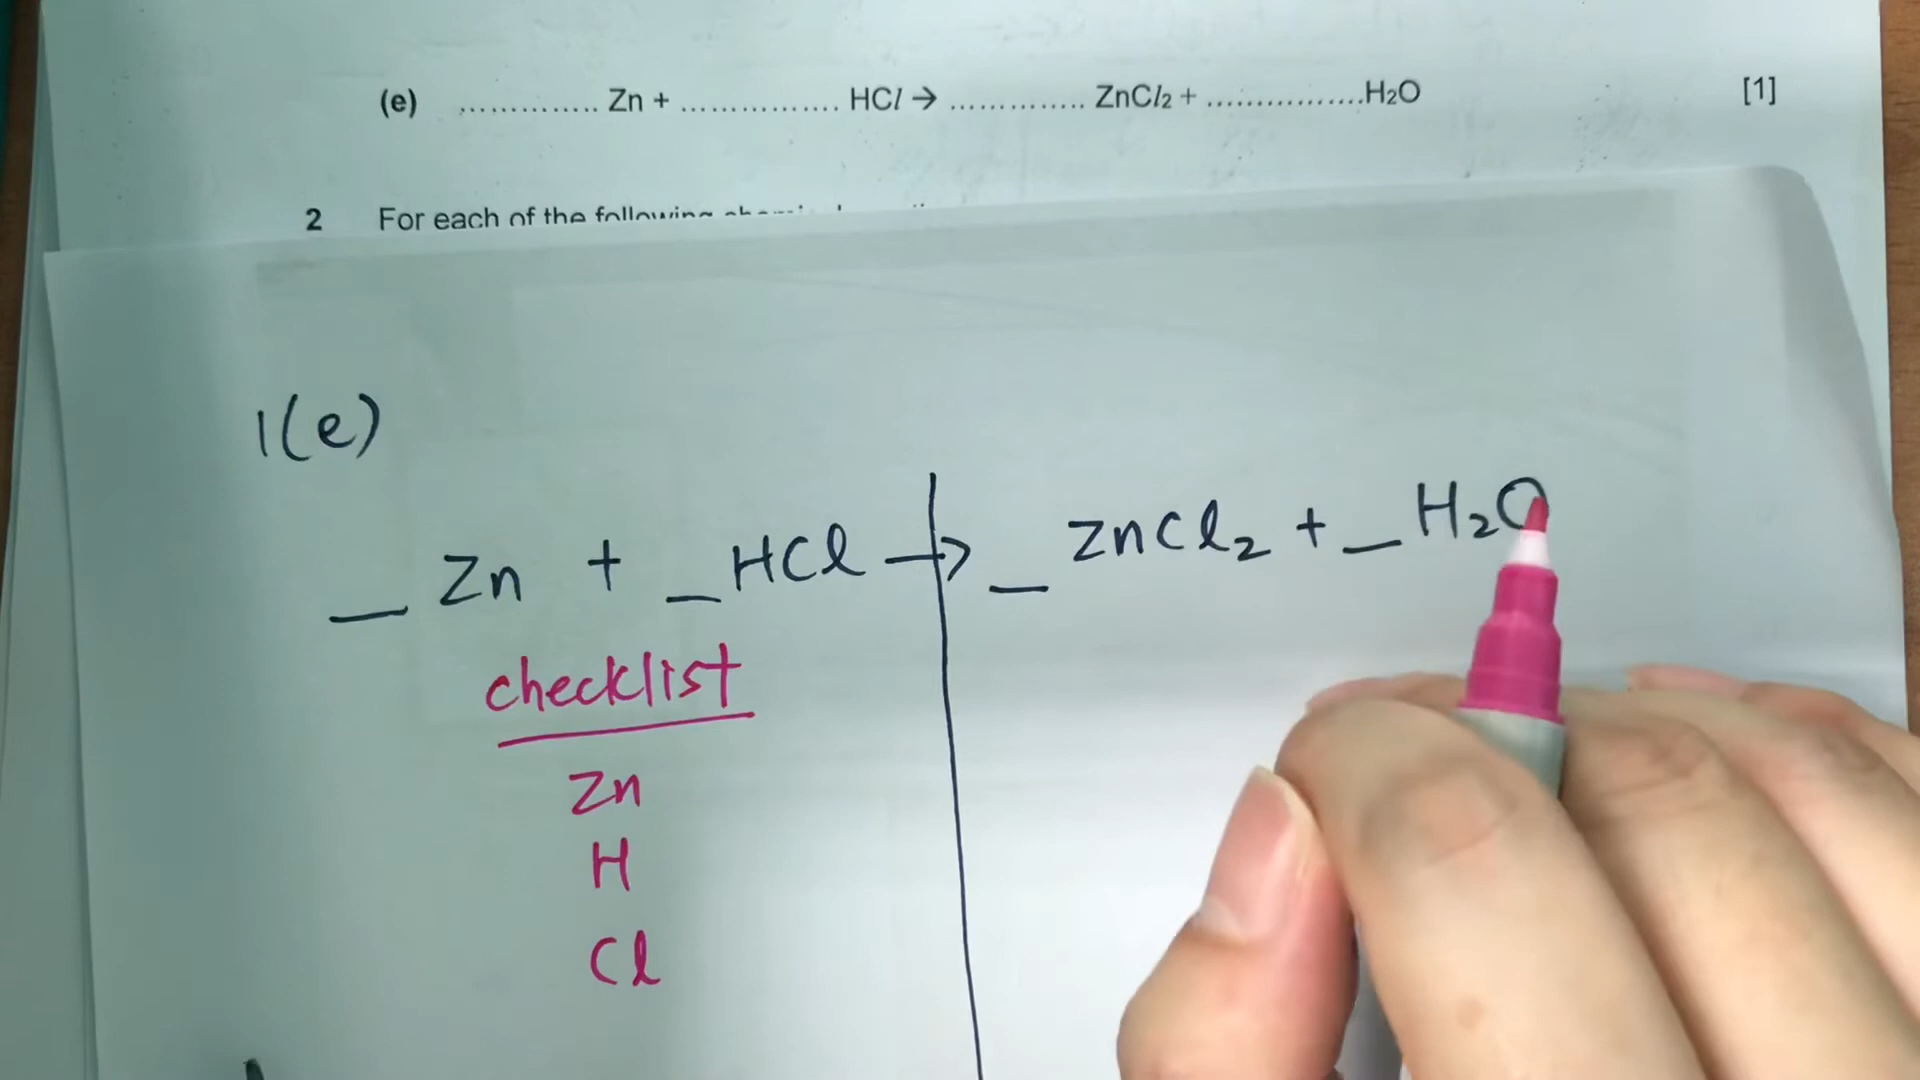 (e) .............. Zn + ................ HCl → .............. ZnCl₂ + ................H₂O [1]
2 For each of the following
1(e)
_ Zn + _ HCl → _ ZnCl₂ + _ H₂O
checklist
Zn
H
Cl